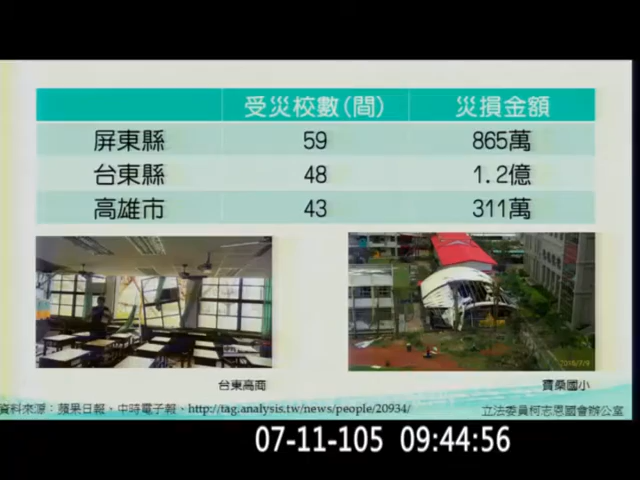 受災校數(間) 災損金額
屏東縣 59 865萬
台東縣 48 1.2億
高雄市 43 311萬
2016/7/9
台東高商 寶桑國小
資料來源：蘋果日報、中時電子報、http://tag.analysis.tw/news/people/20934/ 立法委員柯志恩國會辦公室
07-11-105 09:44:56